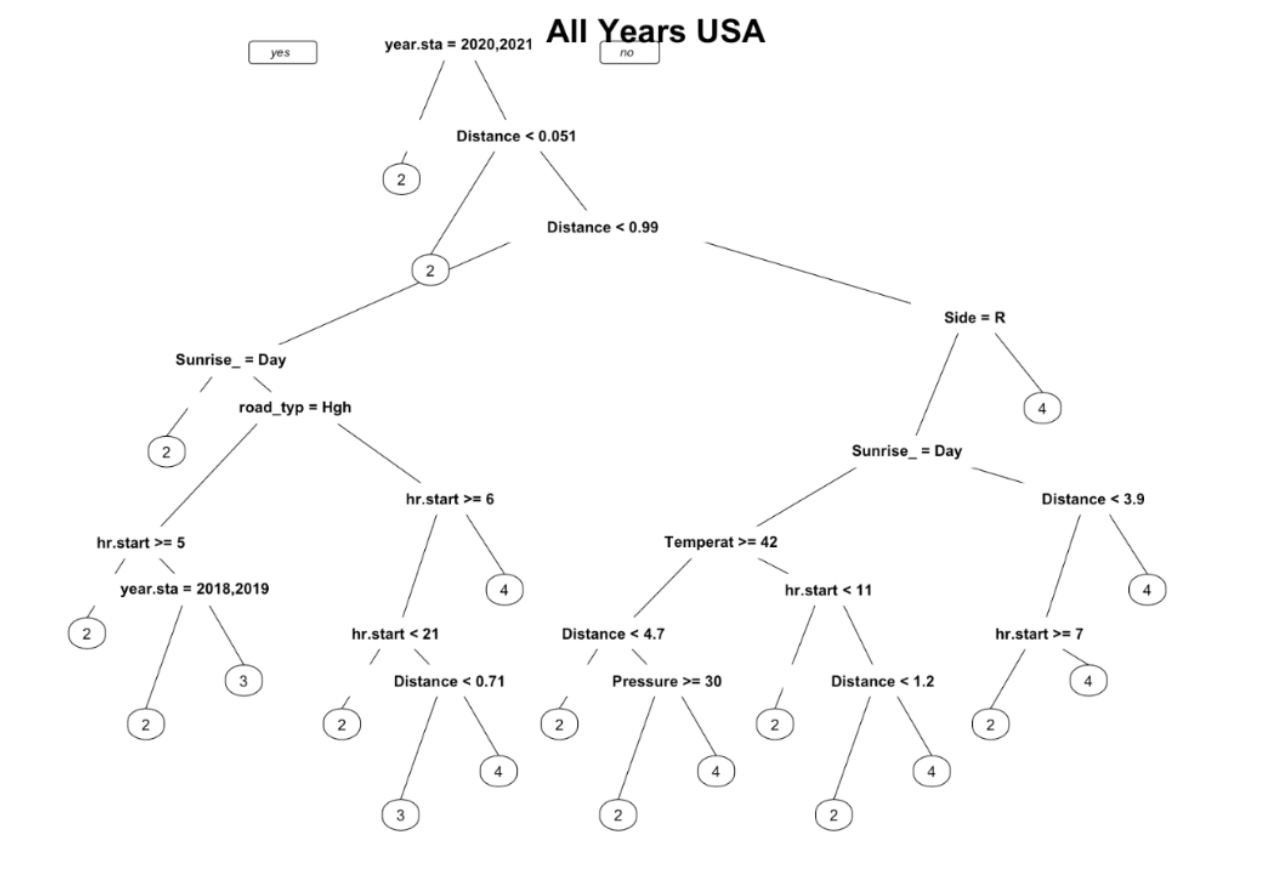 All Years USA
yes
year.sta = 2020,2021
no
Distance < 0.051
2
Distance < 0.99
2
Side = R
Sunrise_ = Day
road_typ = Hgh
4
2
Sunrise_ = Day
hr.start >= 6
Distance < 3.9
hr.start >= 5
Temperat >= 42
year.sta = 2018,2019
4
hr.start < 11
4
2
hr.start < 21
Distance < 4.7
hr.start >= 7
3
Distance < 0.71
Pressure >= 30
Distance < 1.2
4
2
2
2
2
2
4
4
4
3
2
2